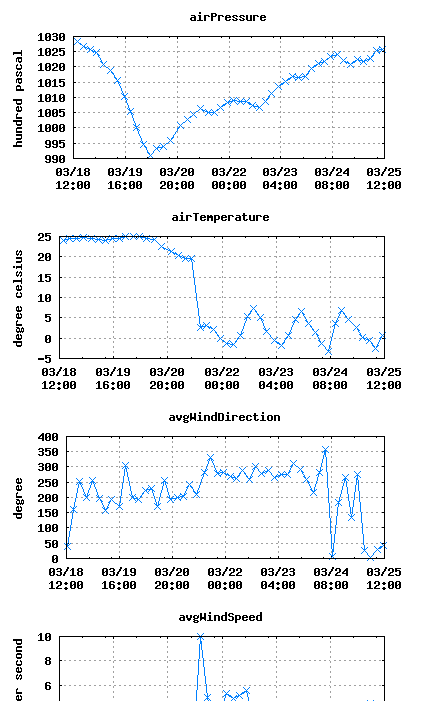 airPressure
1030
1025
1020
1015
1010
1005
1000
995
990
hundred pascal
03/18 03/19 03/20 03/22 03/23 03/24 03/25
12:00 16:00 20:00 00:00 04:00 08:00 12:00
airTemperature
25
20
15
10
5
0
-5
degree celsius
03/18 03/19 03/20 03/22 03/23 03/24 03/25
12:00 16:00 20:00 00:00 04:00 08:00 12:00
avgWindDirection
400
350
300
250
200
150
100
50
0
degree
03/18 03/19 03/20 03/22 03/23 03/24 03/25
12:00 16:00 20:00 00:00 04:00 08:00 12:00
avgWindSpeed
10
8
6
er second